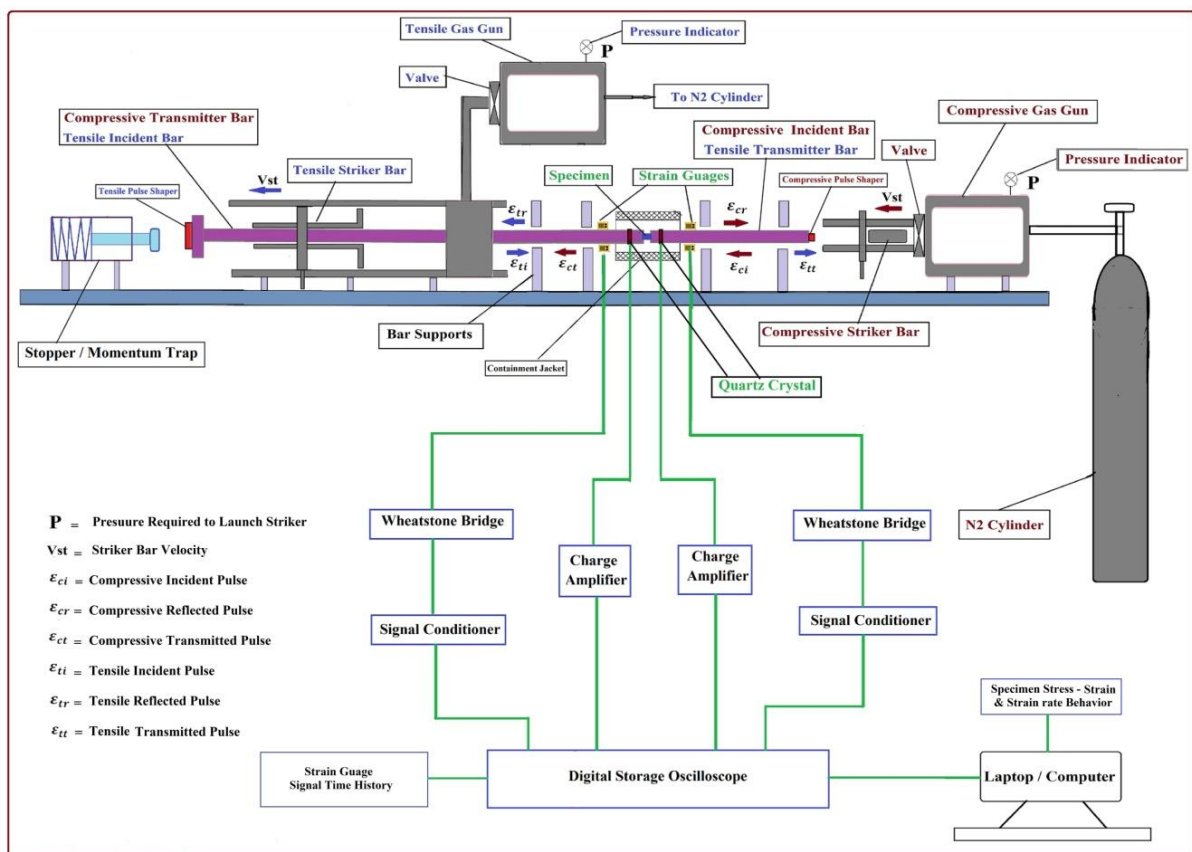 Tensile Gas Gun
Pressure Indicator
P
Valve
To N2 Cylinder
Compressive Transmitter Bar
Tensile Incident Bar
Compressive Incident Bar
Tensile Transmitter Bar
Compressive Gas Gun
Valve
Pressure Indicator
P
Vst
Tensile Striker Bar
Specimen
Strain Guages
Compressive Pulse Shaper
Vst
Tensile Pulse Shaper
εtr
εcr
εti
εct
εci
εtt
Stopper / Momentum Trap
Bar Supports
Containment Jacket
Compressive Striker Bar
Quartz Crystal
N2 Cylinder
P = Presuure Required to Launch Striker
Vst = Striker Bar Velocity
εci = Compressive Incident Pulse
εcr = Compressive Reflected Pulse
εct = Compressive Transmitted Pulse
εti = Tensile Incident Pulse
εtr = Tensile Reflected Pulse
εtt = Tensile Transmitted Pulse
Wheatstone Bridge
Charge
Amplifier
Charge
Amplifier
Wheatstone Bridge
Signal Conditioner
Signal Conditioner
Specimen Stress - Strain
& Strain rate Behavior
Strain Guage
Signal Time History
Digital Storage Oscilloscope
Laptop / Computer